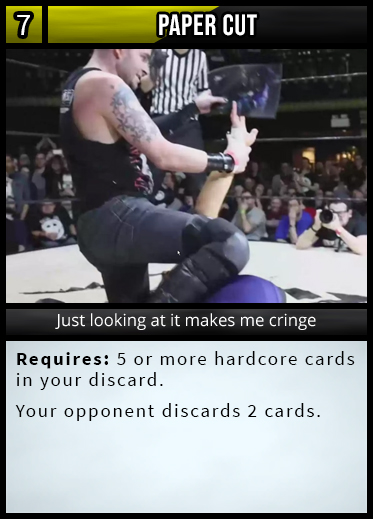 7
PAPER CUT
Just looking at it makes me cringe
Requires: 5 or more hardcore cards
in your discard.
Your opponent discards 2 cards.